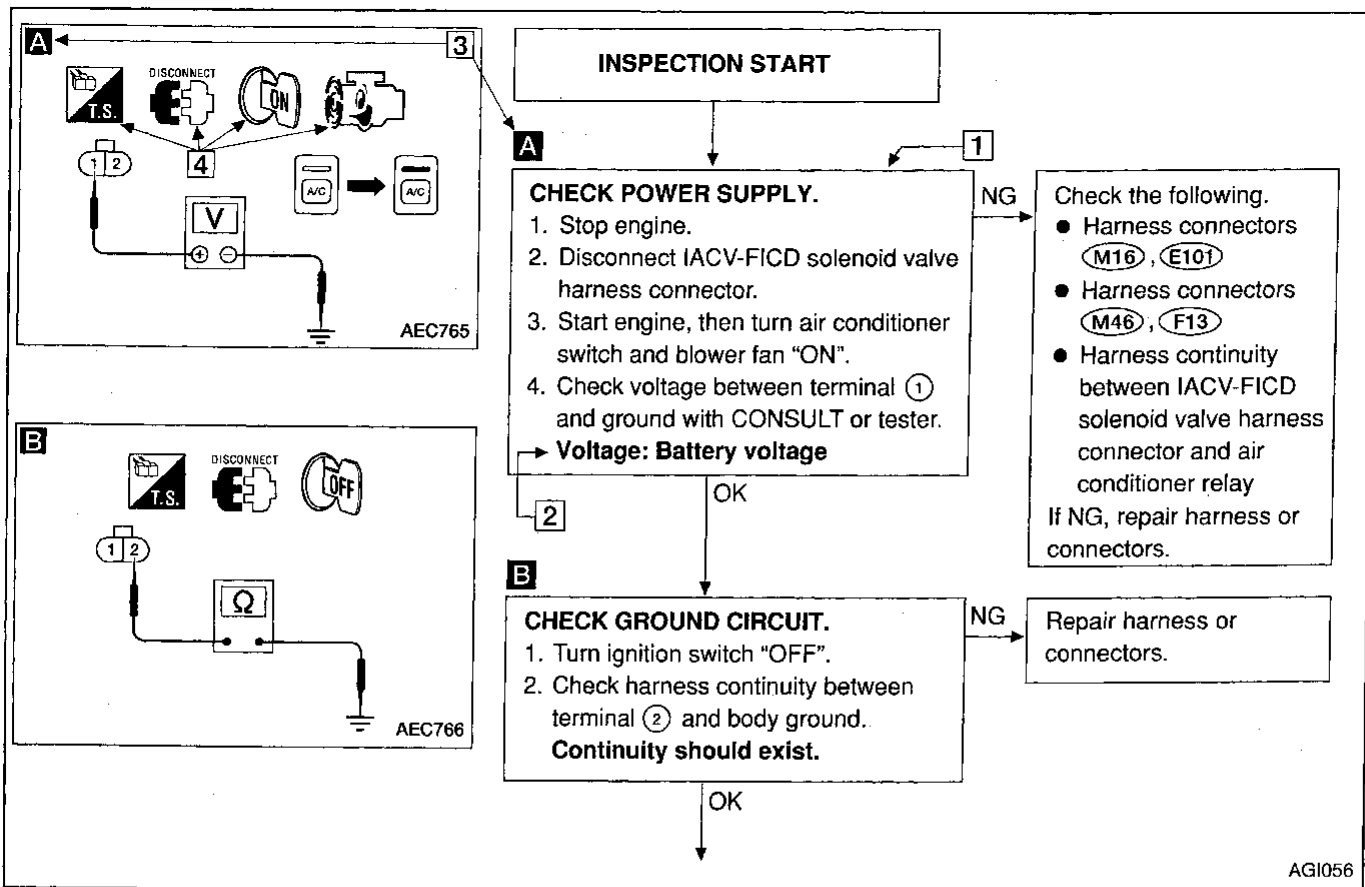 A
3
DISCONNECT
T.S.
ON
1 2
4
A/C
A/C
V
+ −
AEC765
B
DISCONNECT
T.S.
OFF
1 2
Ω
AEC766
INSPECTION START
A
1
CHECK POWER SUPPLY.
1. Stop engine.
2. Disconnect IACV-FICD solenoid valve
harness connector.
3. Start engine, then turn air conditioner
switch and blower fan “ON”.
4. Check voltage between terminal ①
and ground with CONSULT or tester.
Voltage: Battery voltage
2
NG
Check the following.
● Harness connectors
M16 , E101
● Harness connectors
M46 , F13
● Harness continuity
between IACV-FICD
solenoid valve harness
connector and air
conditioner relay
If NG, repair harness or
connectors.
OK
B
CHECK GROUND CIRCUIT.
1. Turn ignition switch “OFF”.
2. Check harness continuity between
terminal ② and body ground.
Continuity should exist.
NG
Repair harness or
connectors.
OK
AGI056